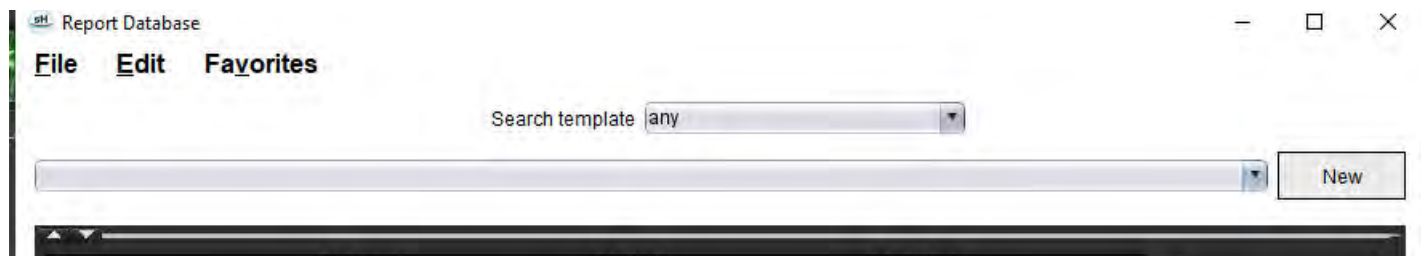 sH Report Database
File Edit Favorites
Search template any
New